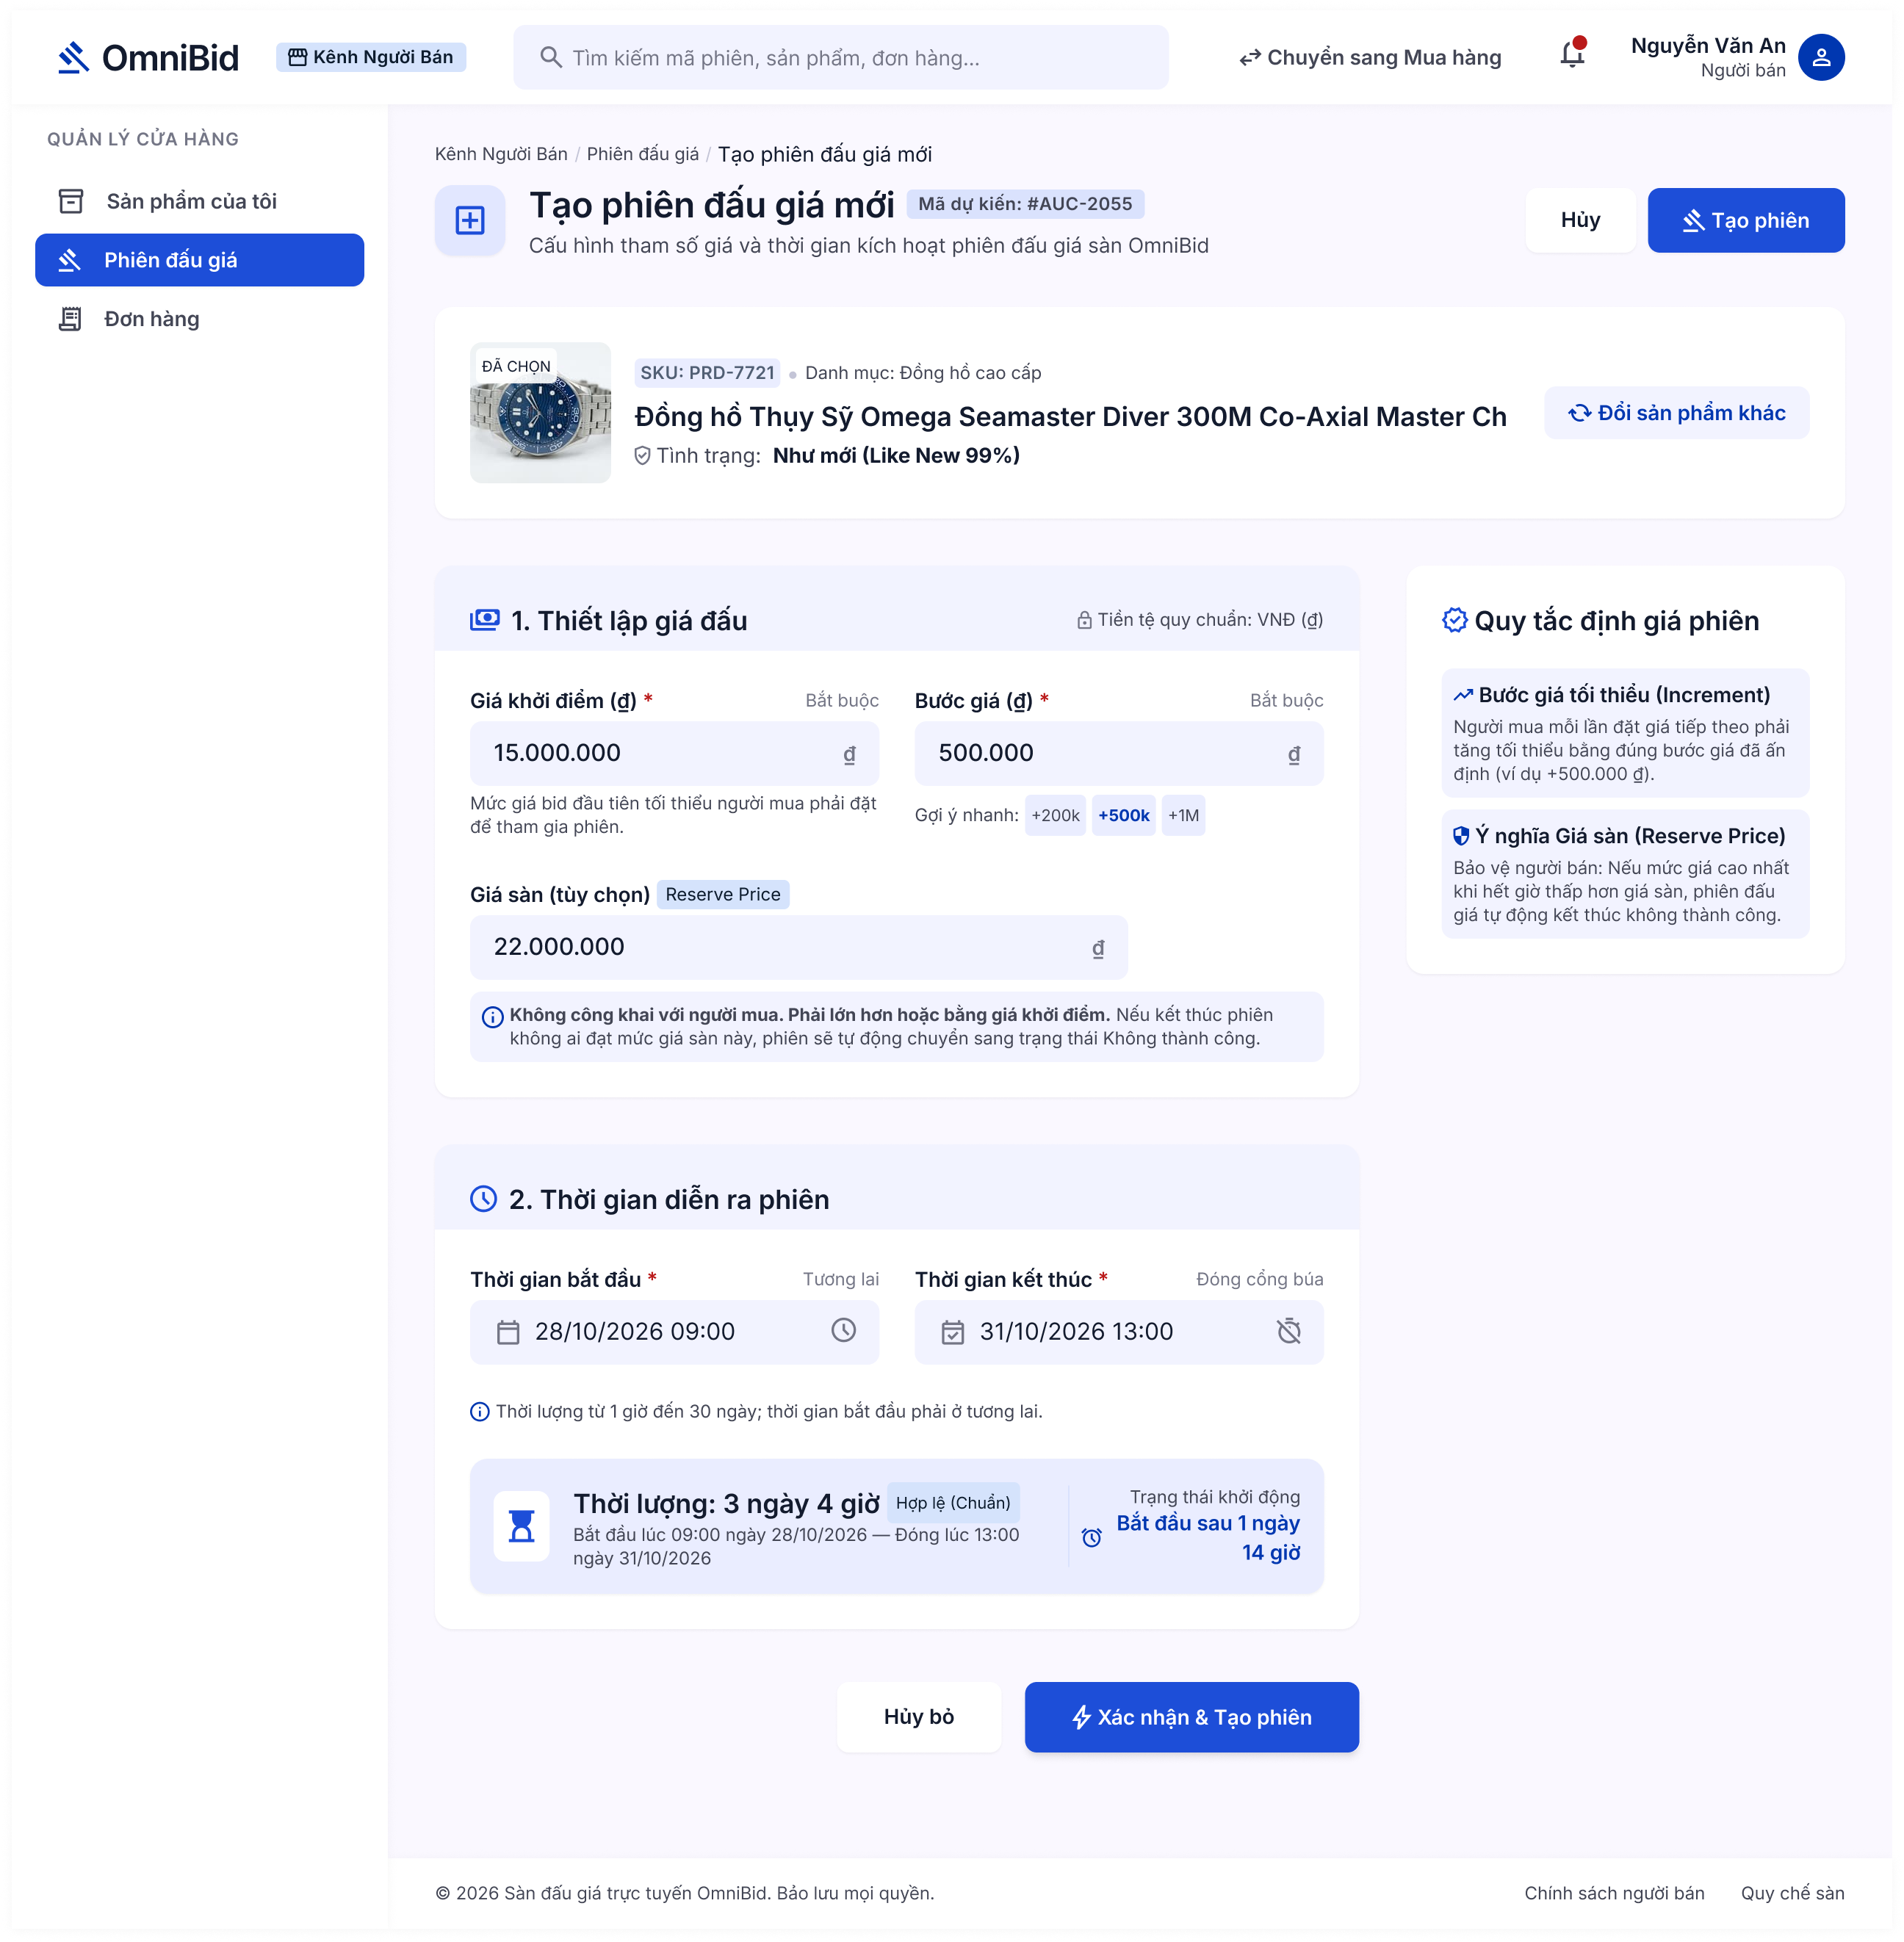 OmniBid
Kênh Người Bán
Tìm kiếm mã phiên, sản phẩm, đơn hàng...
Chuyển sang Mua hàng
Nguyễn Văn An
Người bán
QUẢN LÝ CỬA HÀNG
Sản phẩm của tôi
Phiên đấu giá
Đơn hàng
Kênh Người Bán / Phiên đấu giá / Tạo phiên đấu giá mới
Tạo phiên đấu giá mới
Mã dự kiến: #AUC-2055
Cấu hình tham số giá và thời gian kích hoạt phiên đấu giá sàn OmniBid
Hủy
Tạo phiên
ĐÃ CHỌN
SKU: PRD-7721
Danh mục: Đồng hồ cao cấp
Đồng hồ Thụy Sỹ Omega Seamaster Diver 300M Co-Axial Master Ch
Tình trạng: Như mới (Like New 99%)
Đổi sản phẩm khác
1. Thiết lập giá đấu
Tiền tệ quy chuẩn: VNĐ (₫)
Giá khởi điểm (₫) *
Bắt buộc
15.000.000 ₫
Mức giá bid đầu tiên tối thiểu người mua phải đặt
để tham gia phiên.
Bước giá (₫) *
Bắt buộc
500.000 ₫
Gợi ý nhanh: +200k +500k +1M
Giá sàn (tùy chọn) Reserve Price
22.000.000 ₫
Không công khai với người mua. Phải lớn hơn hoặc bằng giá khởi điểm. Nếu kết thúc phiên
không ai đạt mức giá sàn này, phiên sẽ tự động chuyển sang trạng thái Không thành công.
Quy tắc định giá phiên
Bước giá tối thiểu (Increment)
Người mua mỗi lần đặt giá tiếp theo phải
tăng tối thiểu bằng đúng bước giá đã ấn
định (ví dụ +500.000 ₫).
Ý nghĩa Giá sàn (Reserve Price)
Bảo vệ người bán: Nếu mức giá cao nhất
khi hết giờ thấp hơn giá sàn, phiên đấu
giá tự động kết thúc không thành công.
2. Thời gian diễn ra phiên
Thời gian bắt đầu *
Tương lai
28/10/2026 09:00
Thời gian kết thúc *
Đóng cổng búa
31/10/2026 13:00
Thời lượng từ 1 giờ đến 30 ngày; thời gian bắt đầu phải ở tương lai.
Thời lượng: 3 ngày 4 giờ
Hợp lệ (Chuẩn)
Bắt đầu lúc 09:00 ngày 28/10/2026 — Đóng lúc 13:00
ngày 31/10/2026
Trạng thái khởi động
Bắt đầu sau 1 ngày
14 giờ
Hủy bỏ
Xác nhận & Tạo phiên
© 2026 Sàn đấu giá trực tuyến OmniBid. Bảo lưu mọi quyền.
Chính sách người bán
Quy chế sàn